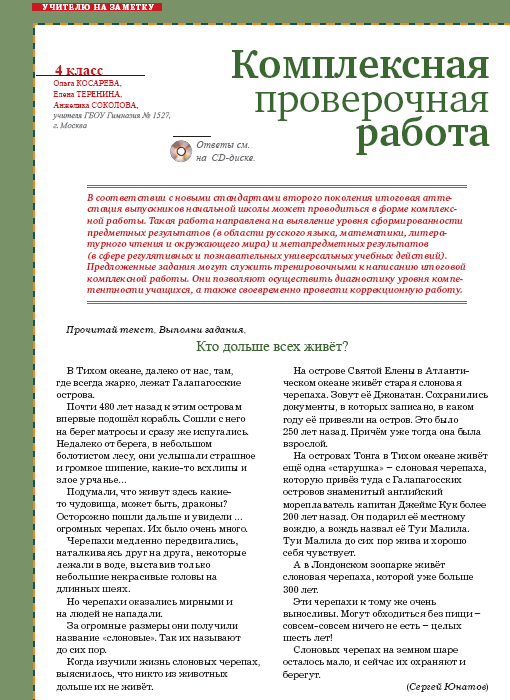 УЧИТЕЛЮ НА ЗАМЕТКУ
4 класс
Ольга КОСАРЕВА,
Елена ТЕРЕНИНА,
Анжелика СОКОЛОВА,
учителя ГБОУ Гимназия № 1527,
г. Москва
Комплексная
проверочная
работа
Ответы см.
на CD-диске.
В соответствии с новыми стандартами второго поколения итоговая атте-
стация выпускников начальной школы может проводиться в форме комплекс-
ной работы. Такая работа направлена на выявление уровня сформированности
предметных результатов (в области русского языка, математики, литера-
турного чтения и окружающего мира) и метапредметных результатов
(в сфере регулятивных и познавательных универсальных учебных действий).
Предложенные задания могут служить тренировочными к написанию итоговой
комплексной работы. Они позволяют осуществить диагностику уровня компе-
тентности учащихся, а также своевременно провести коррекционную работу.
Прочитай текст. Выполни задания.
Кто дольше всех живёт?
В Тихом океане, далеко от нас, там,
где всегда жарко, лежат Галапагосские
острова.
Почти 480 лет назад к этим островам
впервые подошёл корабль. Сошли с него
на берег матросы и сразу же испугались.
Недалеко от берега, в небольшом
болотистом лесу, они услышали страшное
и громкое шипение, какие-то всхлипы и
злое урчанье...
Подумали, что живут здесь какие-
то чудовища, может быть, драконы?
Осторожно пошли дальше и увидели ...
огромных черепах. Их было очень много.
Черепахи медленно передвигались,
наталкиваясь друг на друга, некоторые
лежали в воде, выставив только
небольшие некрасивые головы на
длинных шеях.
Но черепахи оказались мирными и
на людей не нападали.
За огромные размеры они получили
название «слоновые». Так их называют
до сих пор.
Когда изучили жизнь слоновых черепах,
выяснилось, что никто из животных
дольше их не живёт.
На острове Святой Елены в Атланти-
ческом океане живёт старая слоновая
черепаха. Зовут её Джонатан. Сохранились
документы, в которых записано, в каком
году её привезли на остров. Это было
250 лет назад. Причём уже тогда она была
взрослой.
На островах Тонга в Тихом океане живёт
ещё одна «старушка» – слоновая черепаха,
которую привёз туда с Галапагосских
островов знаменитый английский
мореплаватель капитан Джеймс Кук более
200 лет назад. Он подарил её местному
вождю, а вождь назвал её Туи Малила.
Туи Малила до сих пор жива и хорошо
себя чувствует.
А в Лондонском зоопарке живёт
слоновая черепаха, которой уже больше
300 лет.
Эти черепахи к тому же очень
выносливы. Могут обходиться без пищи –
совсем-совсем ничего не есть – целых
шесть лет!
Слоновых черепах на земном шаре
осталось мало, и сейчас их охраняют и
берегут.
(Сергей Юнатов)